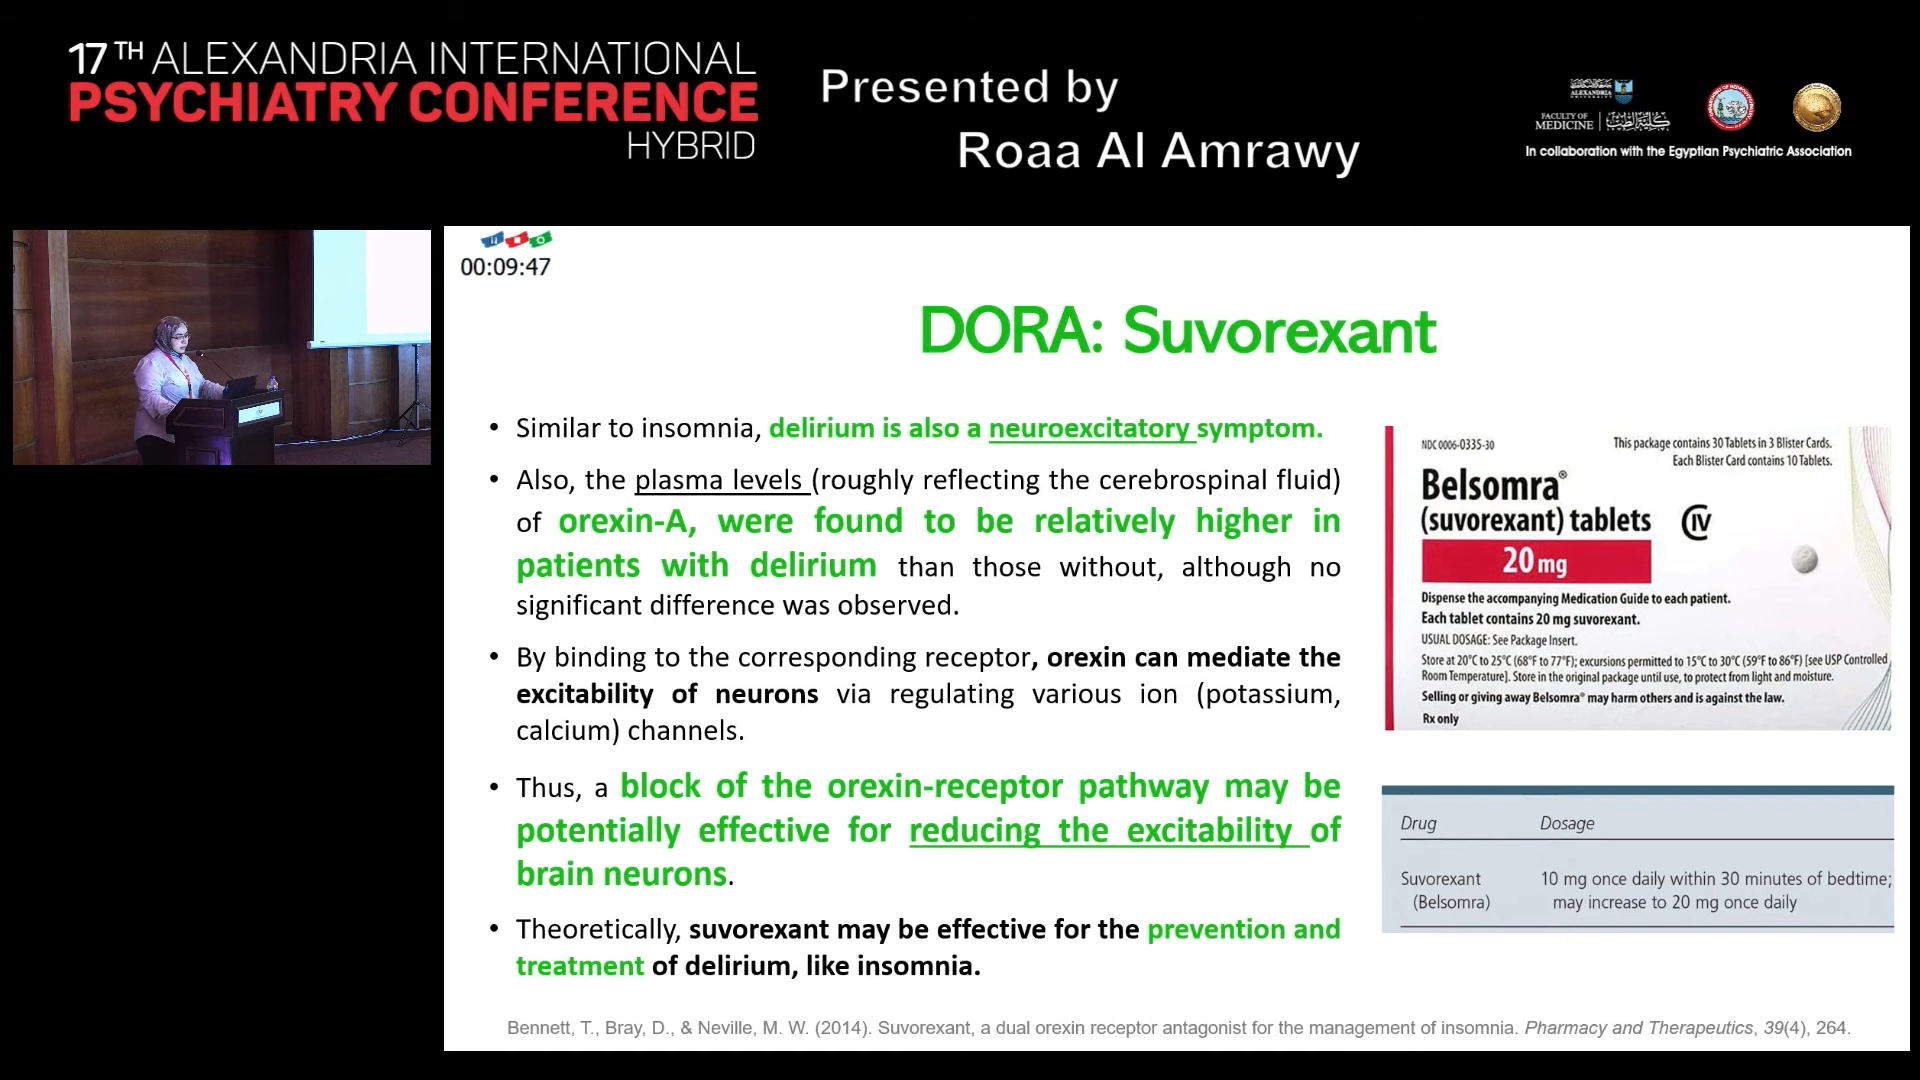 17TH ALEXANDRIA INTERNATIONAL
PSYCHIATRY CONFERENCE
HYBRID
Presented by
Roaa Al Amrawy
ALEXANDRIA
FACULTY OF
MEDICINE
كلية الطب
In collaboration with the Egyptian Psychiatric Association
00:09:47
DORA: Suvorexant
• Similar to insomnia, delirium is also a neuroexcitatory symptom.
• Also, the plasma levels (roughly reflecting the cerebrospinal fluid)
of orexin-A, were found to be relatively higher in
patients with delirium than those without, although no
significant difference was observed.
• By binding to the corresponding receptor, orexin can mediate the
excitability of neurons via regulating various ion (potassium,
calcium) channels.
• Thus, a block of the orexin-receptor pathway may be
potentially effective for reducing the excitability of
brain neurons.
• Theoretically, suvorexant may be effective for the prevention and
treatment of delirium, like insomnia.
NDC 0006-0335-30
This package contains 30 Tablets in 3 Blister Cards.
Each Blister Card contains 10 Tablets.
Belsomra®
(suvorexant) tablets
CIV
20 mg
Dispense the accompanying Medication Guide to each patient.
Each tablet contains 20 mg suvorexant.
USUAL DOSAGE: See Package Insert.
Store at 20°C to 25°C (68°F to 77°F); excursions permitted to 15°C to 30°C (59°F to 86°F) [see USP Controlled
Room Temperature]. Store in the original package until use, to protect from light and moisture.
Selling or giving away Belsomra® may harm others and is against the law.
Rx only
Drug Dosage
Suvorexant 10 mg once daily within 30 minutes of bedtime;
(Belsomra) may increase to 20 mg once daily
Bennett, T., Bray, D., & Neville, M. W. (2014). Suvorexant, a dual orexin receptor antagonist for the management of insomnia. Pharmacy and Therapeutics, 39(4), 264.